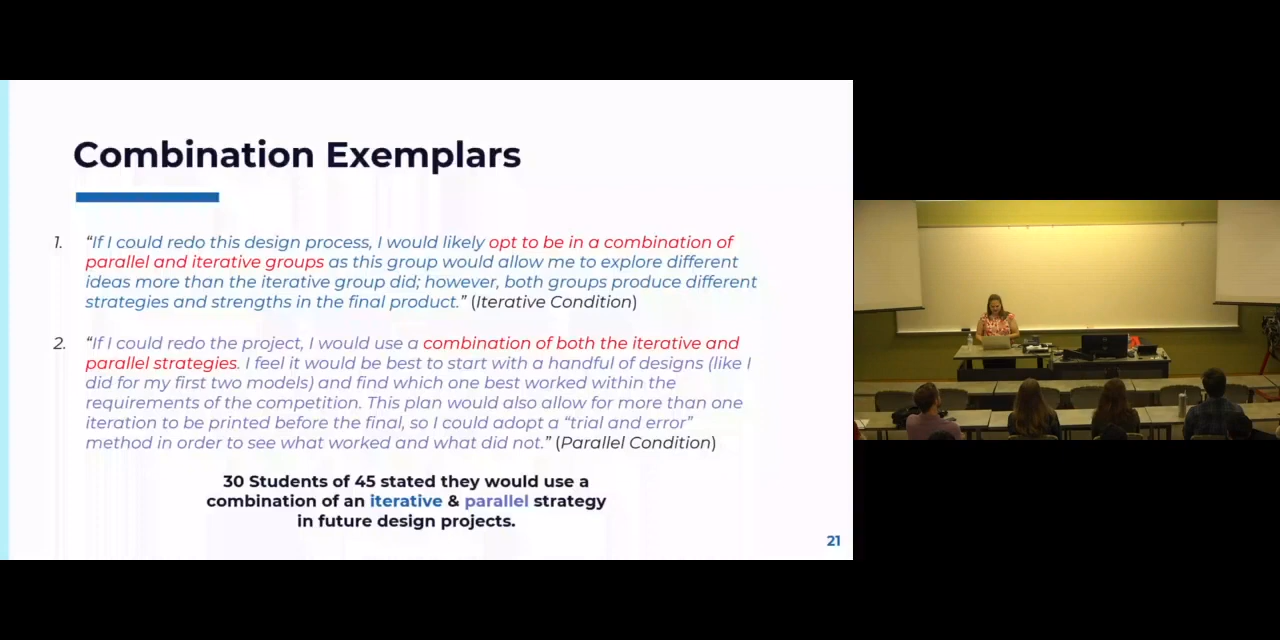 Combination Exemplars
1. “If I could redo this design process, I would likely opt to be in a combination of
parallel and iterative groups as this group would allow me to explore different
ideas more than the iterative group did; however, both groups produce different
strategies and strengths in the final product.” (Iterative Condition)
2. “If I could redo the project, I would use a combination of both the iterative and
parallel strategies. I feel it would be best to start with a handful of designs (like I
did for my first two models) and find which one best worked within the
requirements of the competition. This plan would also allow for more than one
iteration to be printed before the final, so I could adopt a “trial and error”
method in order to see what worked and what did not.” (Parallel Condition)
30 Students of 45 stated they would use a
combination of an iterative & parallel strategy
in future design projects.
21